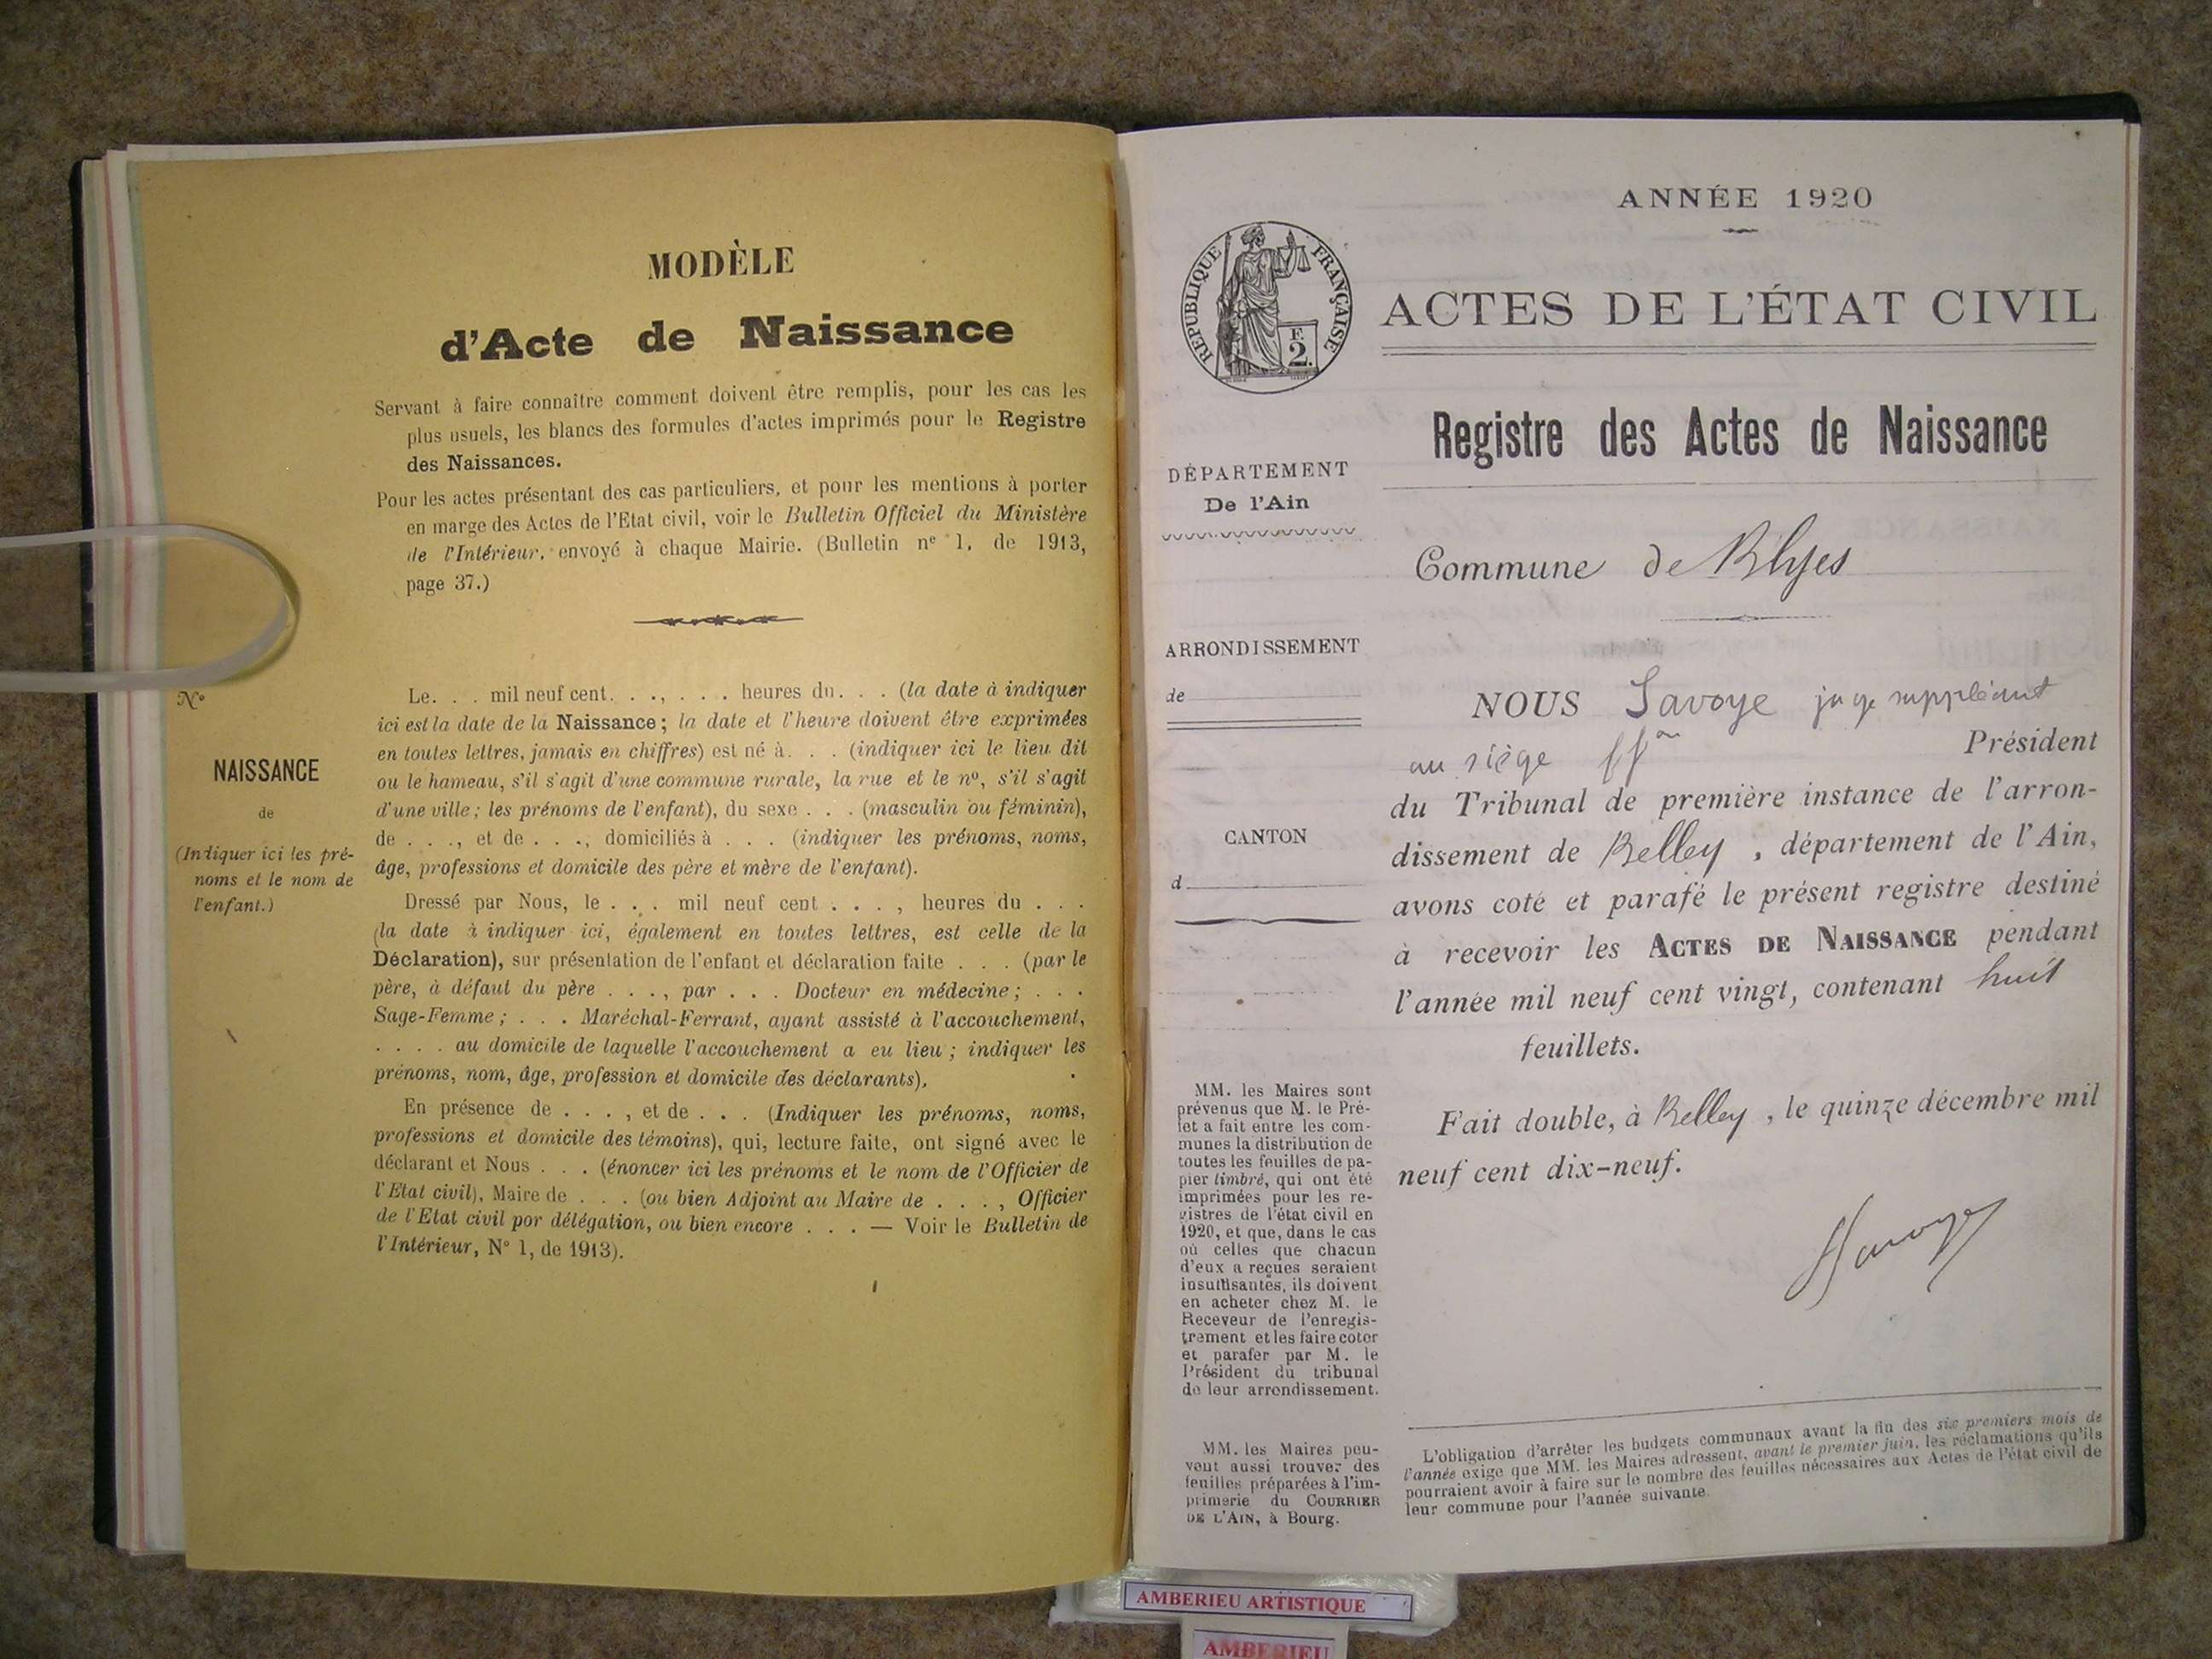 MODÈLE
d'Acte de Naissance
Servant à faire connaître comment doivent être remplis, pour les cas les
plus usuels, les blancs des formules d'actes imprimés pour le Registre
des Naissances.
Pour les actes présentant des cas particuliers, et pour les mentions à porter
en marge des Actes de l'Etat civil, voir le Bulletin Officiel du Ministère
de l'Intérieur, envoyé à chaque Mairie. (Bulletin nº 1, de 1913,
page 37.)
Nº
NAISSANCE
de
(Indiquer ici les pré-
noms et le nom de
l'enfant.)
Le. . . mil neuf cent. . ., . . . heures du. . . (la date à indiquer
ici est la date de la Naissance; la date et l'heure doivent être exprimées
en toutes lettres, jamais en chiffres) est né à. . . (indiquer ici le lieu dit
ou le hameau, s'il s'agit d'une commune rurale, la rue et le nº, s'il s'agit
d'une ville; les prénoms de l'enfant), du sexe . . . (masculin ou féminin),
de . . ., et de . . ., domiciliés à . . . (indiquer les prénoms, noms,
âge, professions et domicile des père et mère de l'enfant).
Dressé par Nous, le . . . mil neuf cent . . . ., heures du . . .
(la date à indiquer ici, également en toutes lettres, est celle de la
Déclaration), sur présentation de l'enfant et déclaration faite . . . (par le
père, à défaut du père . . ., par . . . Docteur en médecine; . . .
Sage-Femme; . . . Maréchal-Ferrant, ayant assisté à l'accouchement,
. . . . au domicile de laquelle l'accouchement a eu lieu; indiquer les
prénoms, nom, âge, profession et domicile des déclarants),
En présence de . . . ., et de . . . (Indiquer les prénoms, noms,
professions et domicile des témoins), qui, lecture faite, ont signé avec le
déclarant et Nous . . . (énoncer ici les prénoms et le nom de l'Officier de
l'Etat civil), Maire de . . . (ou bien Adjoint au Maire de . . . ., Officier
de l'Etat civil por délégation, ou bien encore . . . — Voir le Bulletin de
l'Intérieur, N° 1, de 1913).
ANNÉE 1920
RÉPUBLIQUE FRANÇAISE
F.
2.
ACTES DE L'ÉTAT CIVIL
Registre des Actes de Naissance
DÉPARTEMENT
De l'Ain
Commune de Blyes
ARRONDISSEMENT
de
CANTON
d
NOUS Savoye juge suppléant
au siège ffon Président
du Tribunal de première instance de l'arron-
dissement de Belley, département de l'Ain,
avons coté et parafé le présent registre destiné
à recevoir les ACTES DE NAISSANCE pendant
l'année mil neuf cent vingt, contenant huit
feuillets.
Fait double, à Belley, le quinze décembre mil
neuf cent dix-neuf.
Savoye
MM. les Maires sont
prévenus que M. le Pré-
fet a fait entre les com-
munes la distribution de
toutes les feuilles de pa-
pier timbré, qui ont été
imprimées pour les re-
gistres de l'état civil en
1920, et que, dans le cas
où celles que chacun
d'eux a reçues seraient
insuffisantes, ils doivent
en acheter chez M. le
Receveur de l'enregis-
trement et les faire coter
et parafer par M. le
Président du tribunal
de leur arrondissement.
MM. les Maires peu-
vent aussi trouver des
feuilles préparées à l'im-
primerie du COURRIER
DE L'AIN, à Bourg.
L'obligation d'arrêter les budgets communaux avant la fin des six premiers mois de
l'année exige que MM. les Maires adressent, avant le premier juin, les réclamations qu'ils
pourraient avoir à faire sur le nombre des feuilles nécessaires aux Actes de l'état civil de
leur commune pour l'année suivante.
AMBERIEU ARTISTIQUE
AMBERIEU